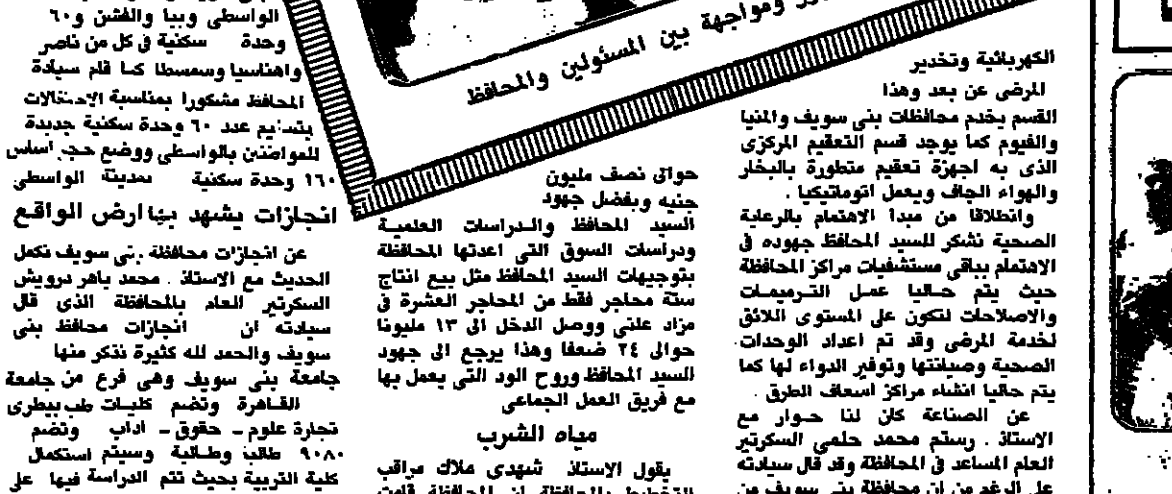 الكهربائية وتخدير
المرضى عن بعد وهذا
القسم يخدم محافظات بنى سويف والمنيا
والفيوم كما يوجد قسم التعقيم المركزى
الذى به اجهزة تعقيم متطورة بالبخار
والهواء الجاف ويعمل اتوماتيكيا .
وانطلاقا من مبدا الاهتمام بالرعاية
الصحية نشكر للسيد المحافظ جهوده فى
الاهتمام بباقى مستشفيات مراكز المحافظة
حيث يتم حاليا عمل الترميمات
والاصلاحات لتكون على المستوى اللائق
لخدمة المرضى وقد تم اعداد الوحدات
الصحية وصيانتها وتوفير الدواء لها كما
يتم حاليا انشاء مراكز اسعاف الطرق .
عن الصناعة كان لنا حوار مع
الاستاذ . رستم محمد حلمى السكرتير
العام المساعد فى المحافظة وقد قال سيادته
على الرغم من ان محافظة بنى سويف من
ومواجهة بين المسئولين والمحافظ
حوالى نصف مليون
جنيه وبفضل جهود
السيد المحافظ والدراسات العلمية
ودراسات السوق التى اعدتها المحافظة
بتوجيهات السيد المحافظ مثل بيع انتاج
ستة محاجر فقط من المحاجر العشرة فى
مزاد علنى ووصل الدخل الى ١٣ مليونا
حوالى ٢٤ ضعفا وهذا يرجع الى جهود
السيد المحافظ وروح الود التى يعمل بها
مع فريق العمل الجماعى
مياه الشرب
يقول الاستاذ شهدى ملاك مراقب
التخطيط بالمحافظة ان المحافظة قامت
الواسطى وببا والفشن و٦٠
وحدة سكنية فى كل من ناصر
واهناسيا وسمسطا كما قام سيادة
المحافظ مشكورا بمناسبة الاحتفالات
بتسليم عدد ٦٠ وحدة سكنية جديدة
للمواطنين بالواسطى ووضع حجر اساس
١٦٠ وحدة سكنية بمدينة الواسطى
انجازات يشهد بها ارض الواقع
عن انجازات محافظة بنى سويف نكمل
الحديث مع الاستاذ . محمد باهر درويش
السكرتير العام بالمحافظة الذى قال
سيادته ان انجازات محافظ بنى
سويف والحمد لله كثيرة نذكر منها
جامعة بنى سويف وهى فرع من جامعة
القاهرة وتضم كليات طب بيطرى
تجارة علوم - حقوق - اداب وتضم
٩٠٨٠ طالب وطالبة وسيتم استكمال
كلية التربية بحيث تتم الدراسة فيها على